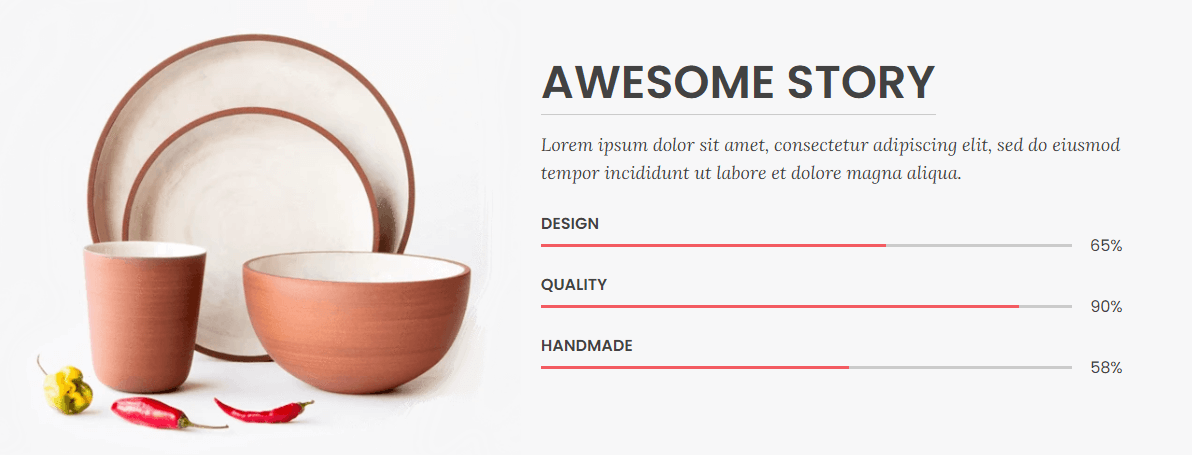 AWESOME STORY
Lorem ipsum dolor sit amet, consectetur adipiscing elit, sed do eiusmod
tempor incididunt ut labore et dolore magna aliqua.
DESIGN
65%
QUALITY
90%
HANDMADE
58%